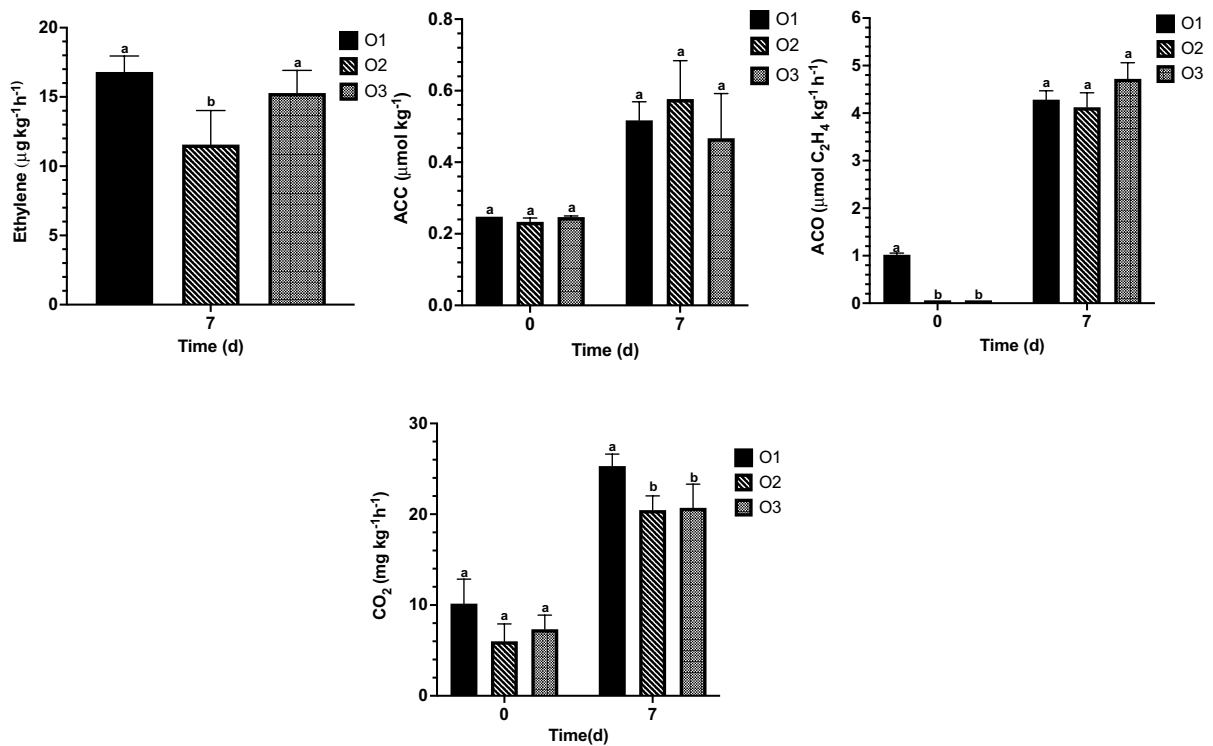 Ethylene (μg kg-1h-1)
20
15
10
5
0
a
b
a
7
Time (d)
O1
O2
O3
ACC (μmol kg-1)
0.8
0.6
0.4
0.2
0.0
a
a
a
a
a
a
0
7
Time (d)
O1
O2
O3
ACO (μmol C2H4 kg-1 h-1)
6
5
4
3
2
1
0
a
b
b
a
a
a
0
7
Time (d)
O1
O2
O3
CO2 (mg kg-1h-1)
30
20
10
0
a
a
a
a
b
b
0
7
Time(d)
O1
O2
O3